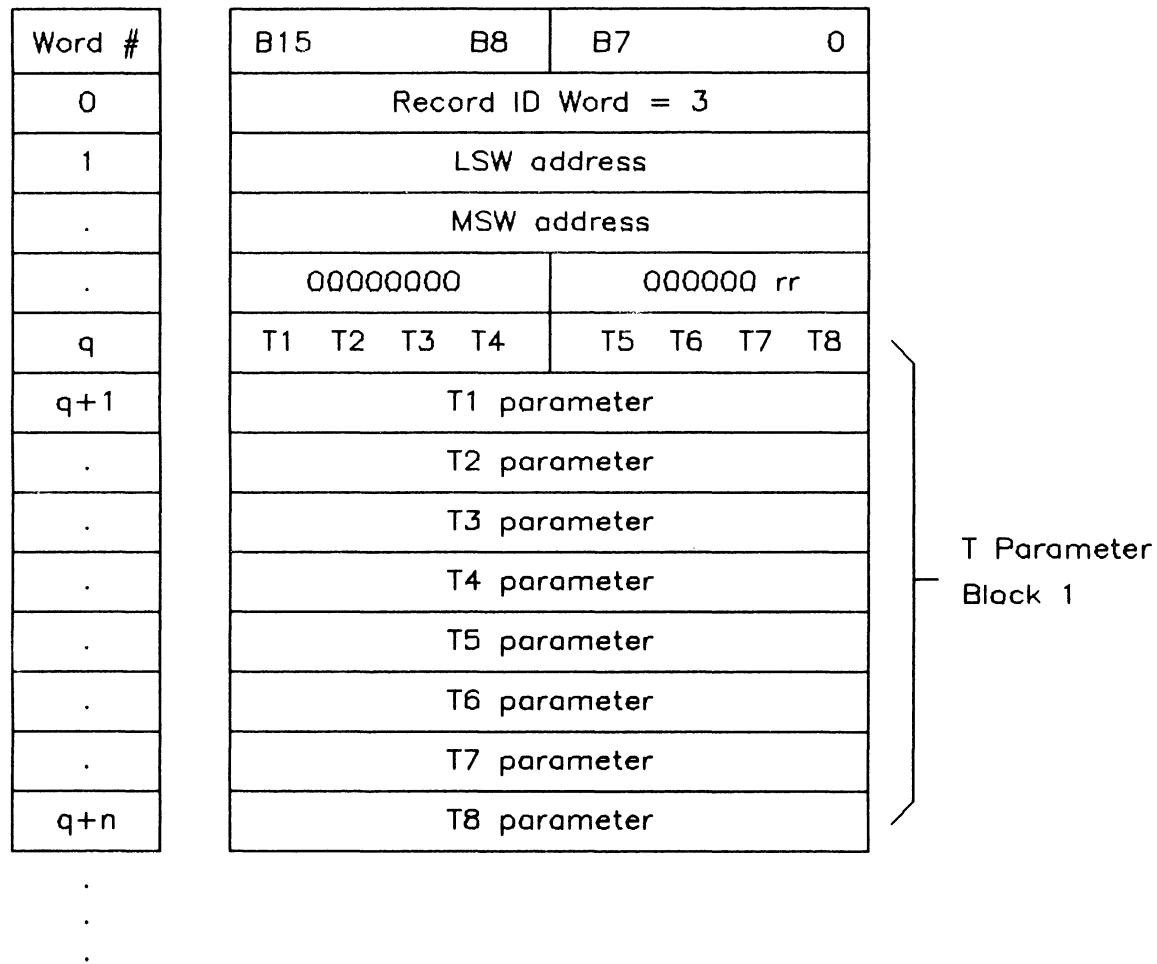 Word # B15 B8 B7 0
0 Record ID Word = 3
1 LSW address
. MSW address
. 00000000 000000 rr
q T1 T2 T3 T4 T5 T6 T7 T8
q+1 T1 parameter
. T2 parameter
. T3 parameter
. T4 parameter
. T5 parameter
. T6 parameter
. T7 parameter
q+n T8 parameter
.
.
.
T Parameter
Block 1